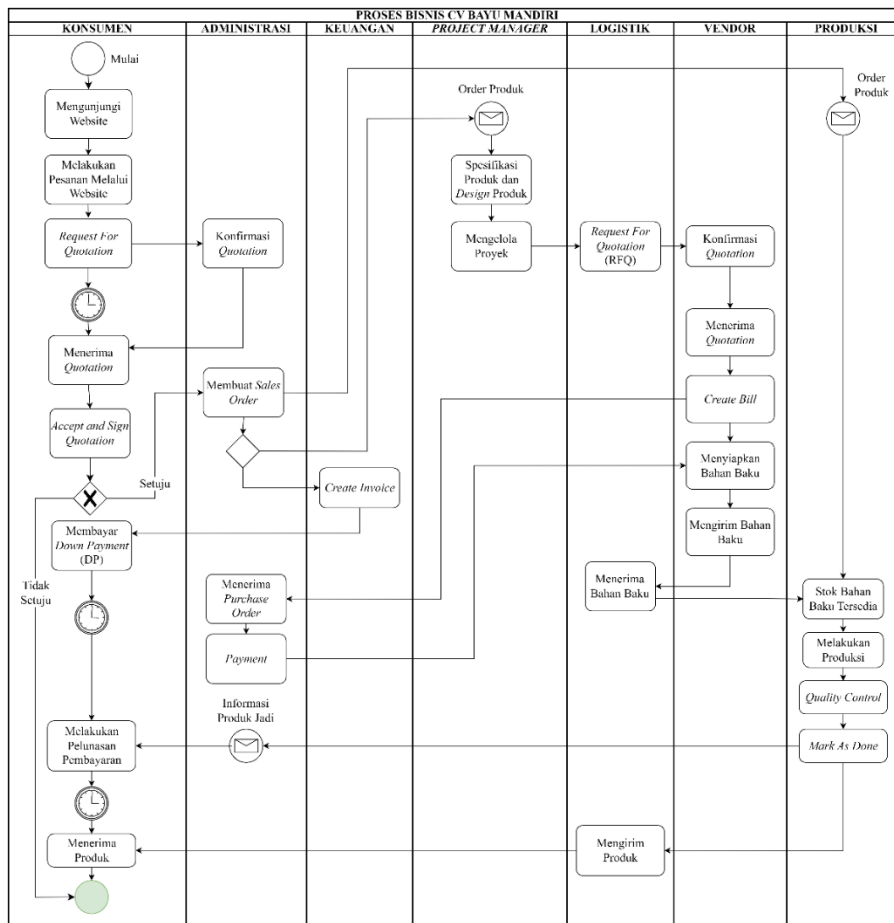 PROSES BISNIS CV BAYU MANDIRI
KONSUMEN
ADMINISTRASI
KEUANGAN
PROJECT MANAGER
LOGISTIK
VENDOR
PRODUKSI
Mulai
Mengunjungi
Website
Melakukan
Pesanan Melalui
Website
Request For
Quotation
Konfirmasi
Quotation
Menerima
Quotation
Accept and Sign
Quotation
Setuju
Tidak
Setuju
Membuat Sales
Order
Create Invoice
Membayar
Down Payment
(DP)
Order Produk
Spesifikasi
Produk dan
Design Produk
Mengelola
Proyek
Request For
Quotation
(RFQ)
Konfirmasi
Quotation
Menerima
Quotation
Create Bill
Menyiapkan
Bahan Baku
Mengirim Bahan
Baku
Menerima
Bahan Baku
Menerima
Purchase
Order
Payment
Order
Produk
Stok Bahan
Baku Tersedia
Melakukan
Produksi
Quality Control
Mark As Done
Informasi
Produk Jadi
Melakukan
Pelunasan
Pembayaran
Mengirim
Produk
Menerima
Produk